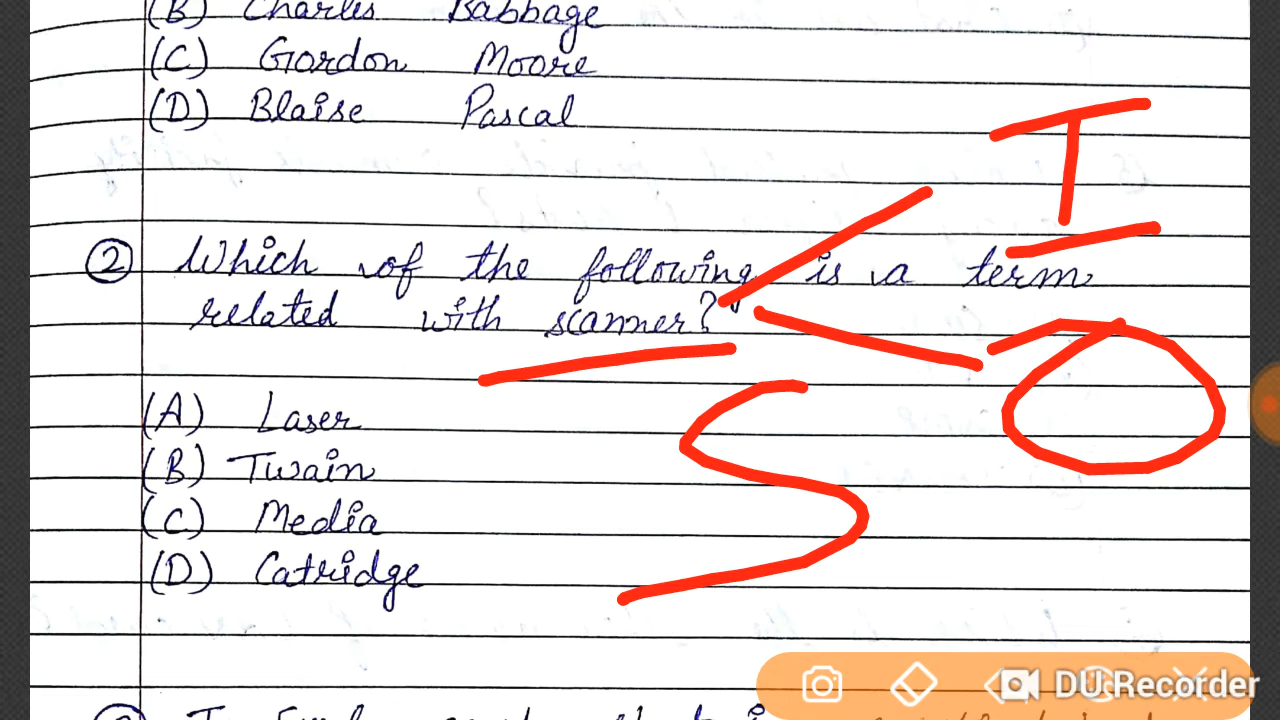 (B) Charles Babbage
(C) Gordon Moore
(D) Blaise Pascal
② Which of the following is a term
related with scanner?
(A) Laser
(B) Twain
(C) Media
(D) Catridge
I
O
S
DU Recorder